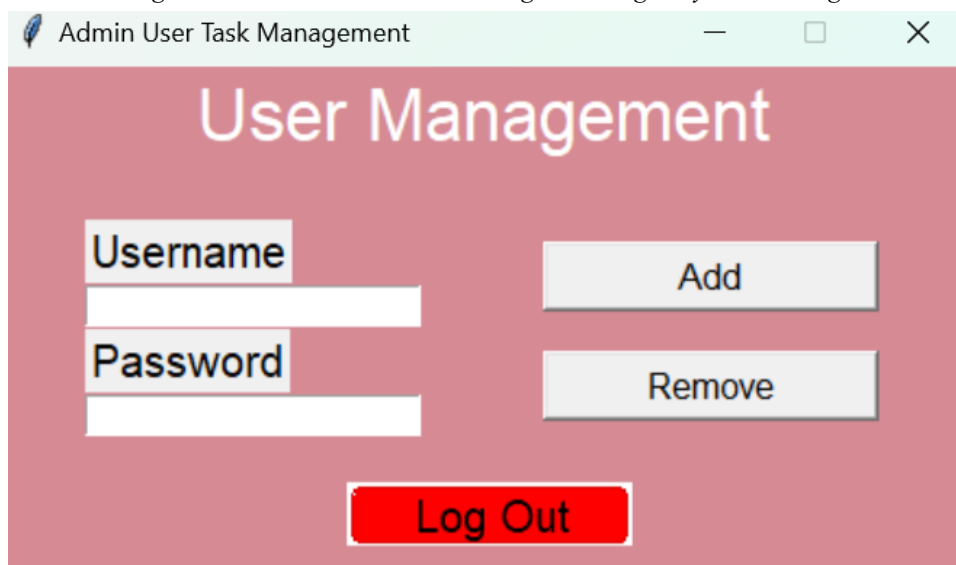 Admin User Task Management
User Management
Username
Add
Password
Remove
Log Out